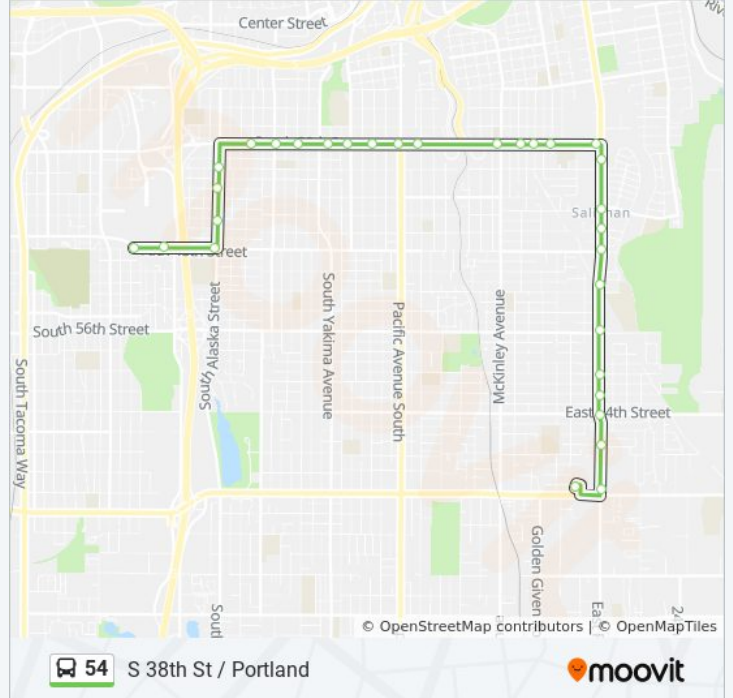 Center Street
Salishan
Street
South 56th Street
South Alaska Street
South Yakima Avenue
Pacific Avenue South
McKinley Avenue
South Tacoma Way
East 64th Street
Golden Given
© OpenStreetMap contributors | © OpenMapTiles
54 S 38th St / Portland
moovit